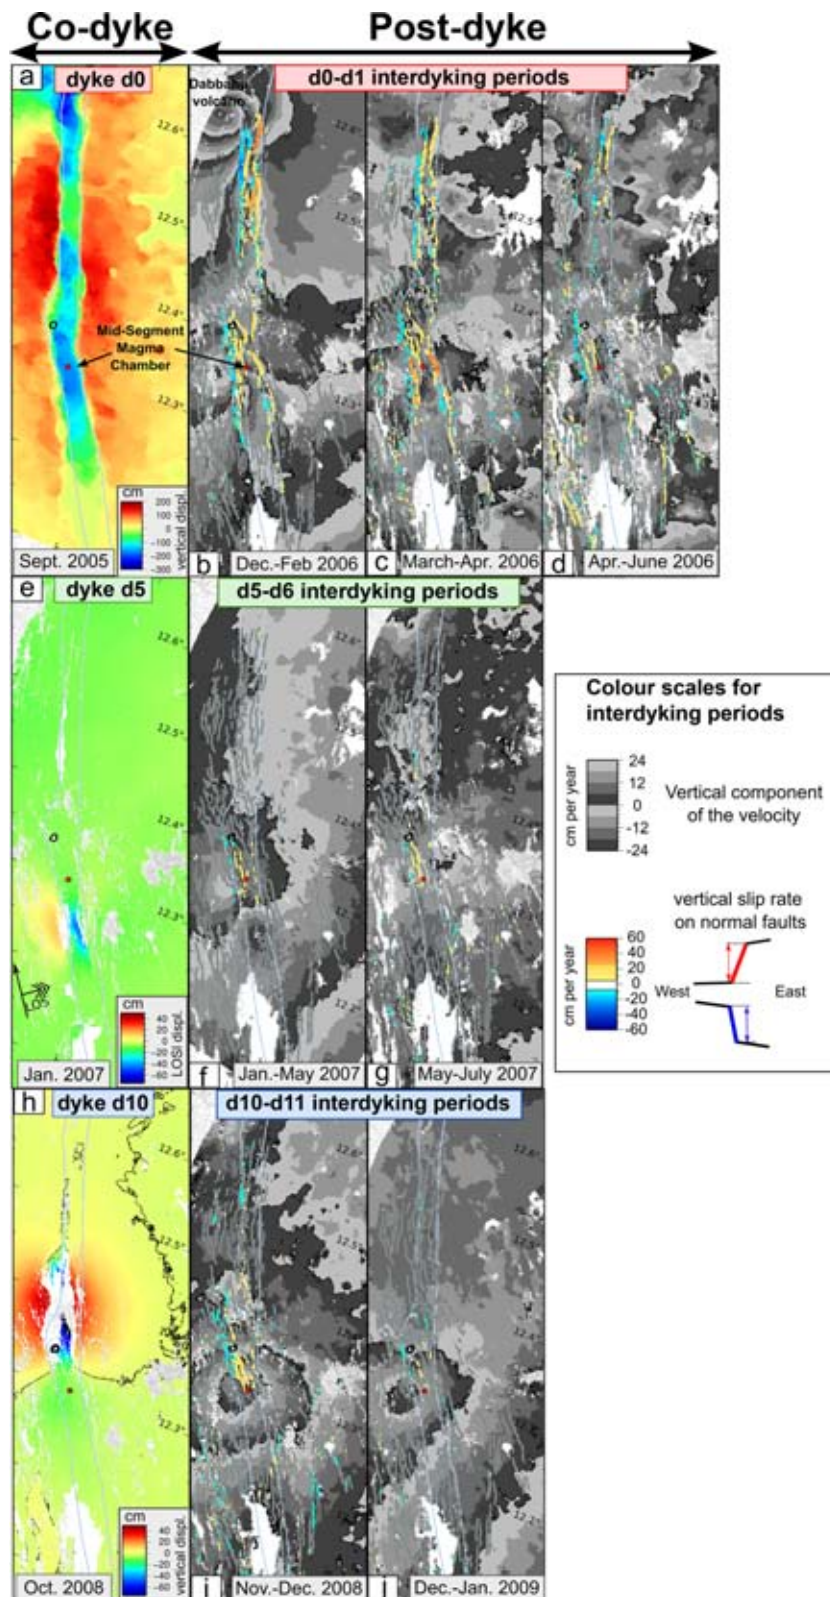 Co-dyke
Post-dyke
a
dyke d0
d0-d1 interdyking periods
Dabbahu
volcano
12.6°
12.5°
12.4°
12.3°
Mid-Segment
Magma
Chamber
cm
200
100
0
-100
-200
-300
vertical displ.
Sept. 2005
b
Dec.-Feb 2006
c
March-Apr. 2006
d
Apr.-June 2006
e
dyke d5
d5-d6 interdyking periods
12.6°
12.5°
12.4°
12.3°
12.2°
LOS
cm
40
20
0
-20
-40
-60
LOSI displ.
Jan. 2007
f
Jan.-May 2007
g
May-July 2007
Colour scales for
interdyking periods
24
12
0
-12
-24
cm per year
Vertical component
of the velocity
vertical slip rate
on normal faults
60
40
20
0
-20
-40
-60
cm per year
West
East
h
dyke d10
d10-d11 interdyking periods
12.6°
12.5°
12.4°
12.3°
cm
40
20
0
-20
-40
-60
vertical displ.
Oct. 2008
i
Nov.-Dec. 2008
j
Dec.-Jan. 2009